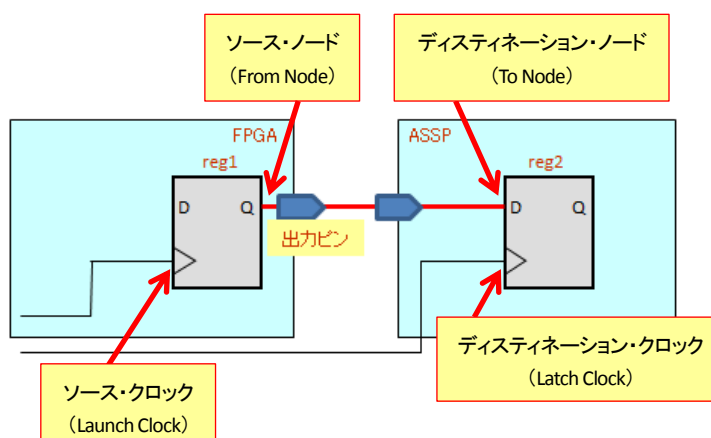 ソース・ノード
（From Node）
ディスティネーション・ノード
（To Node）
FPGA
ASSP
reg1
reg2
D
Q
D
Q
出力ピン
ソース・クロック
（Launch Clock）
ディスティネーション・クロック
（Latch Clock）